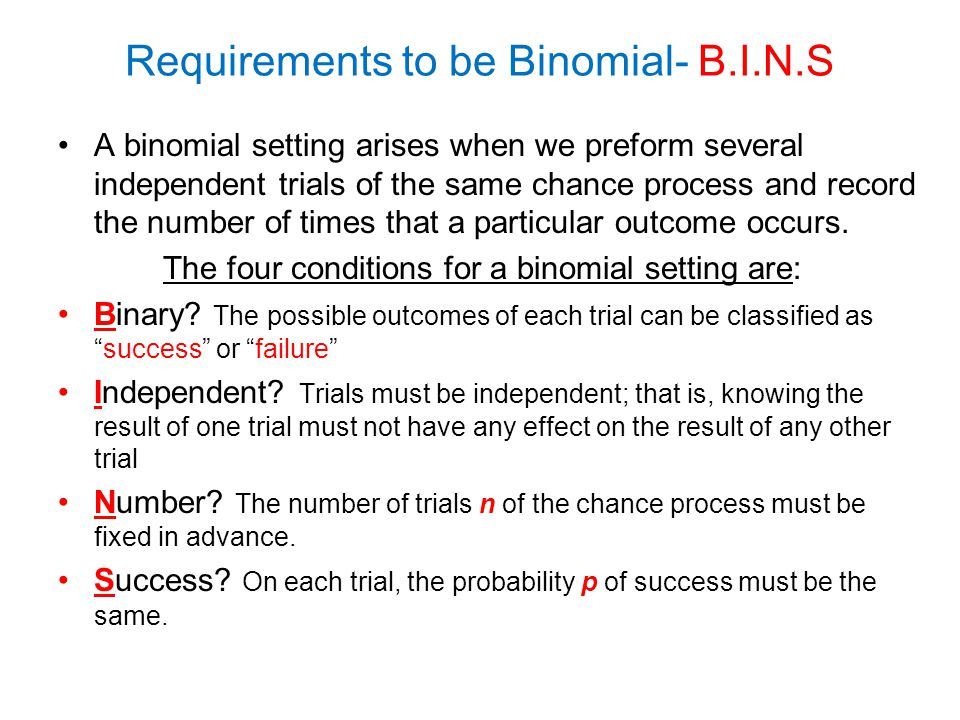 Requirements to be Binomial- B.I.N.S
• A binomial setting arises when we preform several
independent trials of the same chance process and record
the number of times that a particular outcome occurs.
The four conditions for a binomial setting are:
• Binary? The possible outcomes of each trial can be classified as
“success” or “failure”
• Independent? Trials must be independent; that is, knowing the
result of one trial must not have any effect on the result of any other
trial
• Number? The number of trials n of the chance process must be
fixed in advance.
• Success? On each trial, the probability p of success must be the
same.